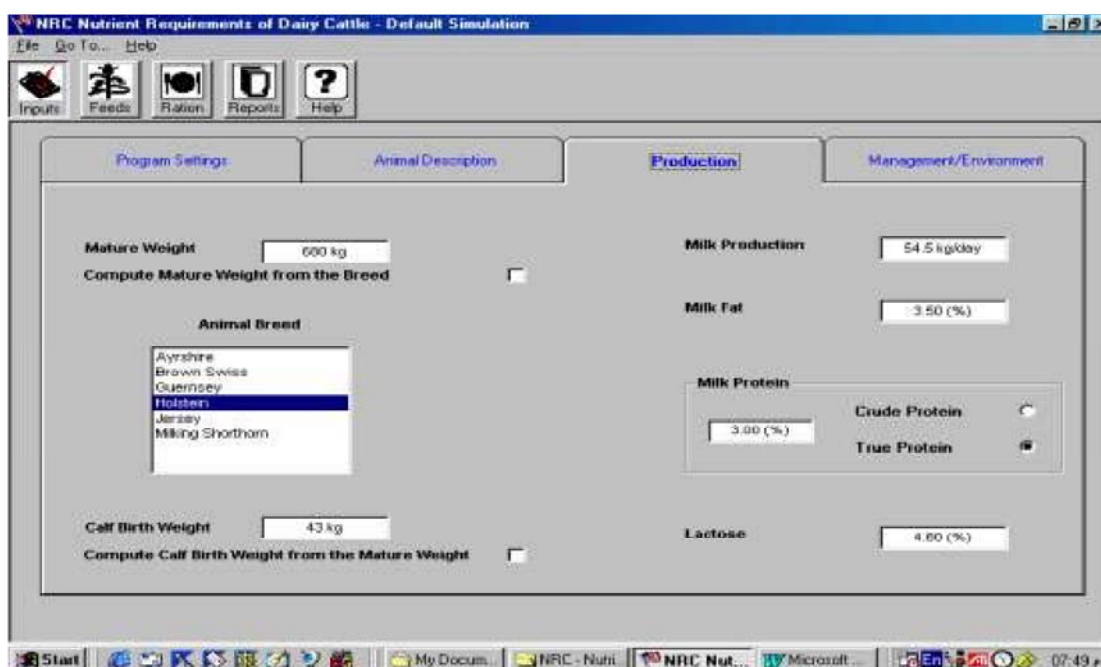 NRC Nutrient Requirements of Dairy Cattle - Default Simulation
File Go To... Help
Inputs Feeds Ration Reports Help
Program Settings Animal Description Production Management/Environment
Mature Weight 680 kg
Compute Mature Weight from the Breed
Animal Breed
Ayrshire
Brown Swiss
Guernsey
Holstein
Jersey
Milking Shorthorn
Calf Birth Weight 43 kg
Compute Calf Birth Weight from the Mature Weight
Milk Production 54.5 kg/day
Milk Fat 3.50 (%)
Milk Protein
3.00 (%)
Crude Protein
True Protein
Lactose 4.80 (%)
Start My Docum... NRC - Nutri... NRC Nut... Microsoft ... En 07:49 م